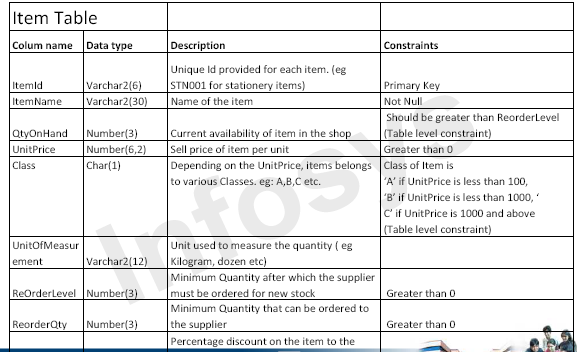 Item Table
Colum name Data type Description Constraints
ItemId Varchar2(6) Unique Id provided for each item. (eg STN001 for stationery items) Primary Key
ItemName Varchar2(30) Name of the item Not Null
QtyOnHand Number(3) Current availability of item in the shop Should be greater than ReorderLevel (Table level constraint)
UnitPrice Number(6,2) Sell price of item per unit Greater than 0
Class Char(1) Depending on the UnitPrice, items belongs to various Classes. eg: A,B,C etc. Class of Item is
‘A’ if UnitPrice is less than 100,
‘B’ if UnitPrice is less than 1000, ‘
C’ if UnitPrice is 1000 and above
(Table level constraint)
UnitOfMeasurement Varchar2(12) Unit used to measure the quantity ( eg Kilogram, dozen etc)
ReOrderLevel Number(3) Minimum Quantity after which the supplier must be ordered for new stock Greater than 0
ReorderQty Number(3) Minimum Quantity that can be ordered to the supplier Greater than 0
Percentage discount on the item to the
Infosys